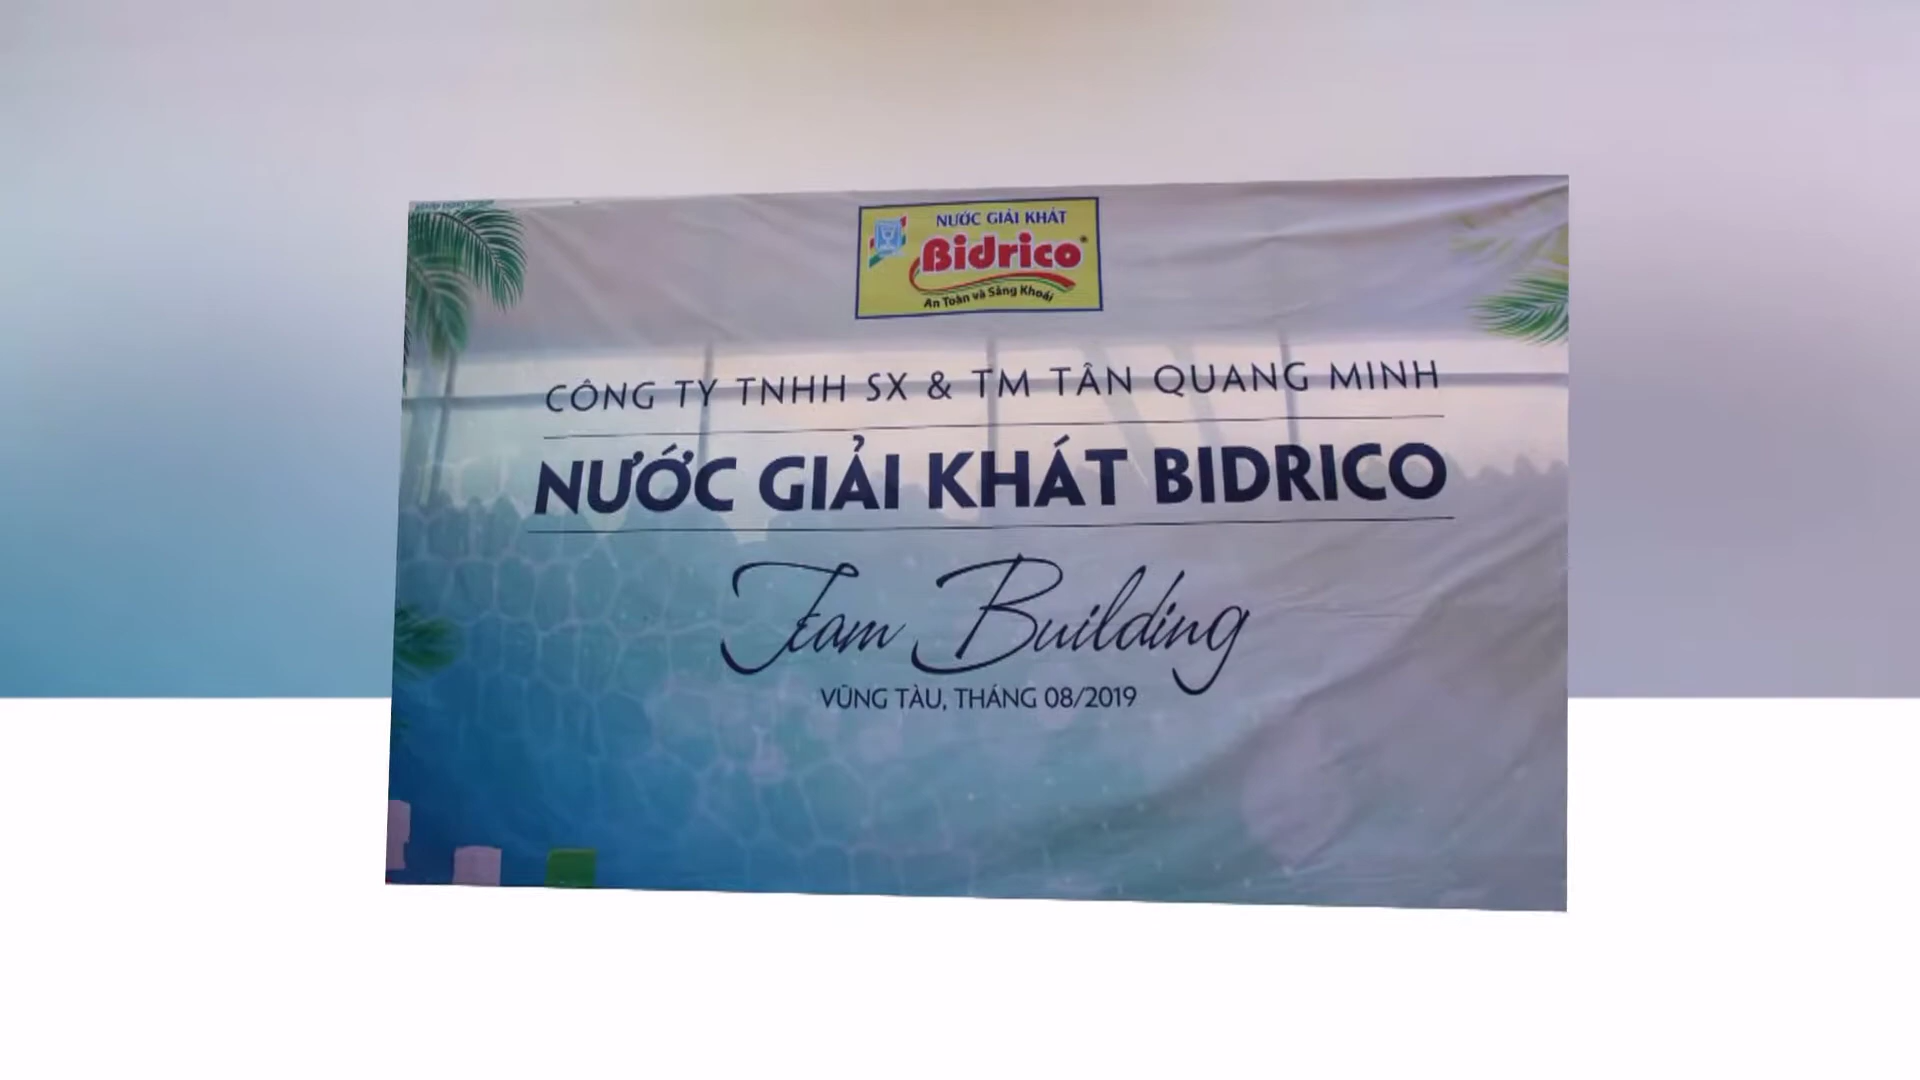 NƯỚC GIẢI KHÁT
Bidrico®
An Toàn và Sảng Khoái
CÔNG TY TNHH SX & TM TÂN QUANG MINH
NƯỚC GIẢI KHÁT BIDRICO
Team Building
VŨNG TÀU, THÁNG 08/2019